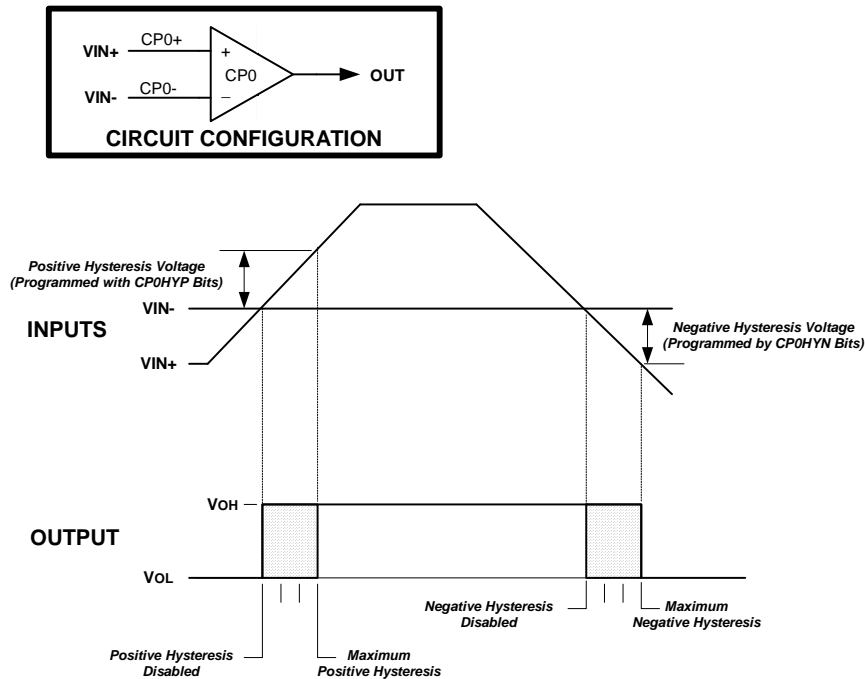 VIN+
CP0+
+
CP0
OUT
VIN-
CP0-
−
CIRCUIT CONFIGURATION
Positive Hysteresis Voltage
(Programmed with CP0HYP Bits)
VIN-
INPUTS
Negative Hysteresis Voltage
(Programmed by CP0HYN Bits)
VIN+
VOH
OUTPUT
VOL
Negative Hysteresis
Disabled
Maximum
Negative Hysteresis
Positive Hysteresis
Disabled
Maximum
Positive Hysteresis